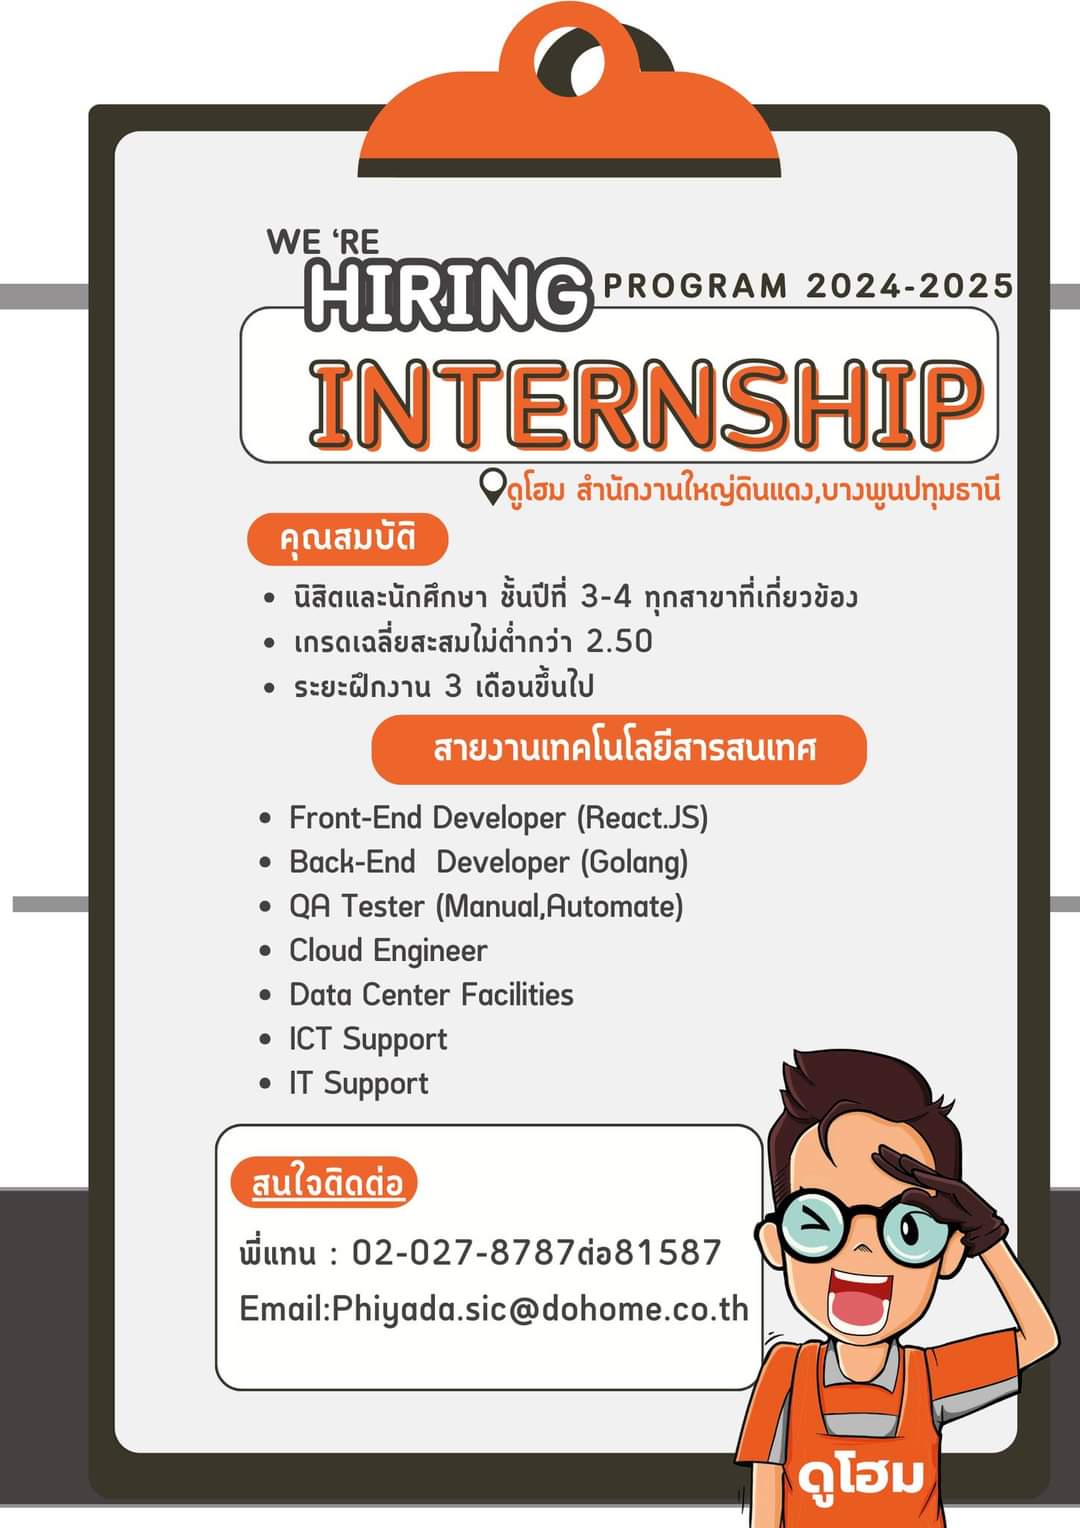 WE 'RE
HIRING PROGRAM 2024-2025
INTERNSHIP
ดูโฮม สำนักงานใหญ่ดินแดง,บางพูนปทุมธานี
คุณสมบัติ
• นิสิตและนักศึกษา ชั้นปีที่ 3-4 ทุกสาขาที่เกี่ยวข้อง
• เกรดเฉลี่ยสะสมไม่ต่ำกว่า 2.50
• ระยะฝึกงาน 3 เดือนขึ้นไป
สายงานเทคโนโลยีสารสนเทศ
• Front-End Developer (React.JS)
• Back-End Developer (Golang)
• QA Tester (Manual,Automate)
• Cloud Engineer
• Data Center Facilities
• ICT Support
• IT Support
สนใจติดต่อ
พี่แทน : 02-027-8787ต่อ81587
Email:Phiyada.sic@dohome.co.th
ดูโฮม